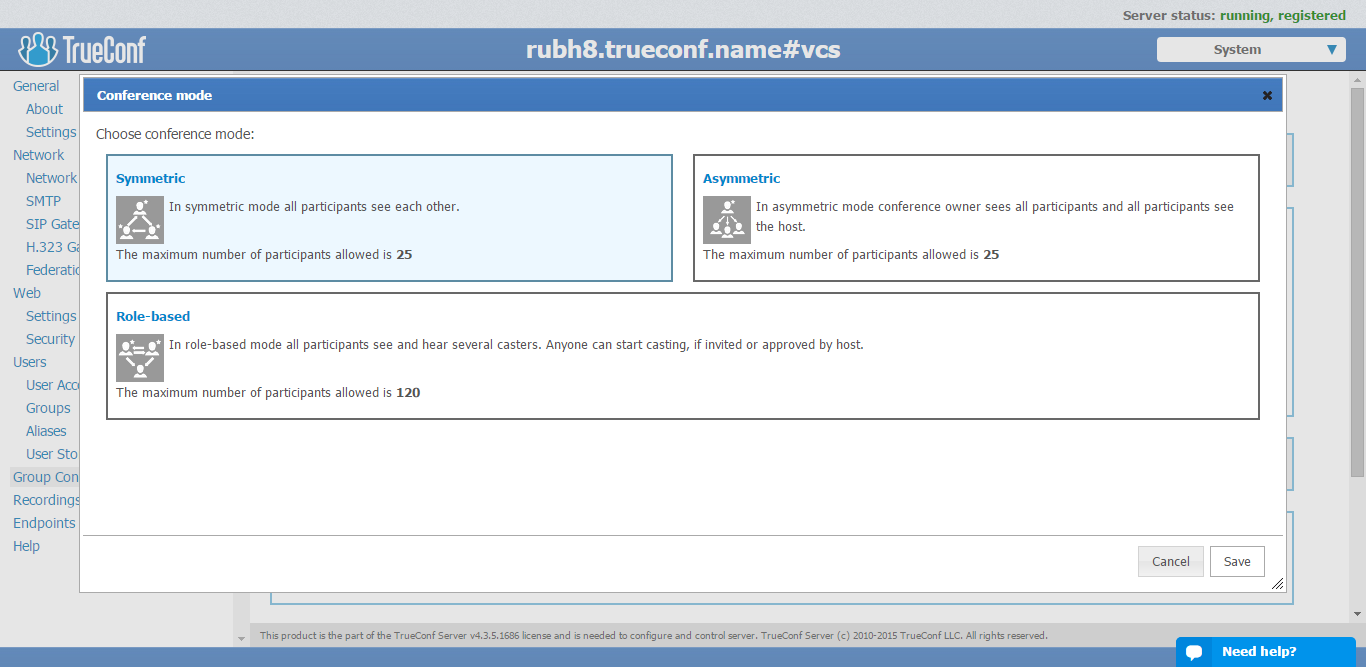 Server status: running, registered
TrueConf
rubh8.trueconf.name#vcs
System
General
About
Settings
Network
Network
SMTP
SIP Gate
H.323 Ga
Federatio
Web
Settings
Security
Users
User Acco
Groups
Aliases
User Sto
Group Con
Recordings
Endpoints
Help
Conference mode
Choose conference mode:
Symmetric
In symmetric mode all participants see each other.
The maximum number of participants allowed is 25
Asymmetric
In asymmetric mode conference owner sees all participants and all participants see
the host.
The maximum number of participants allowed is 25
Role-based
In role-based mode all participants see and hear several casters. Anyone can start casting, if invited or approved by host.
The maximum number of participants allowed is 120
Cancel
Save
This product is the part of the TrueConf Server v4.3.5.1686 license and is needed to configure and control server. TrueConf Server (c) 2010-2015 TrueConf LLC. All rights reserved.
Need help?